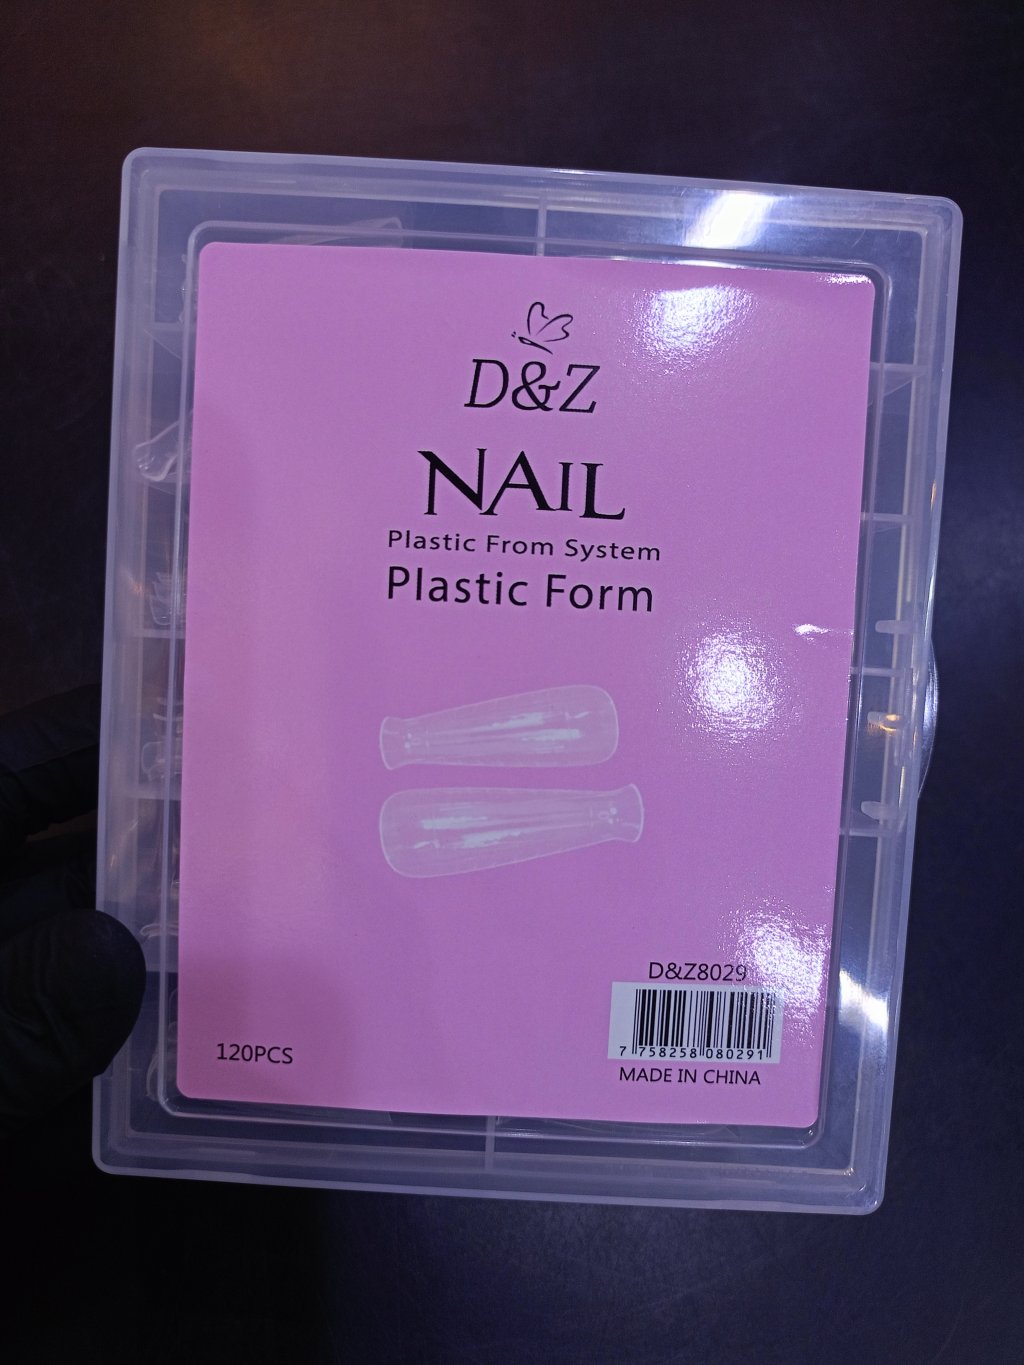 D&Z
NAIL
Plastic From System
Plastic Form
D&Z8029
7 758258 080291
120PCS
MADE IN CHINA